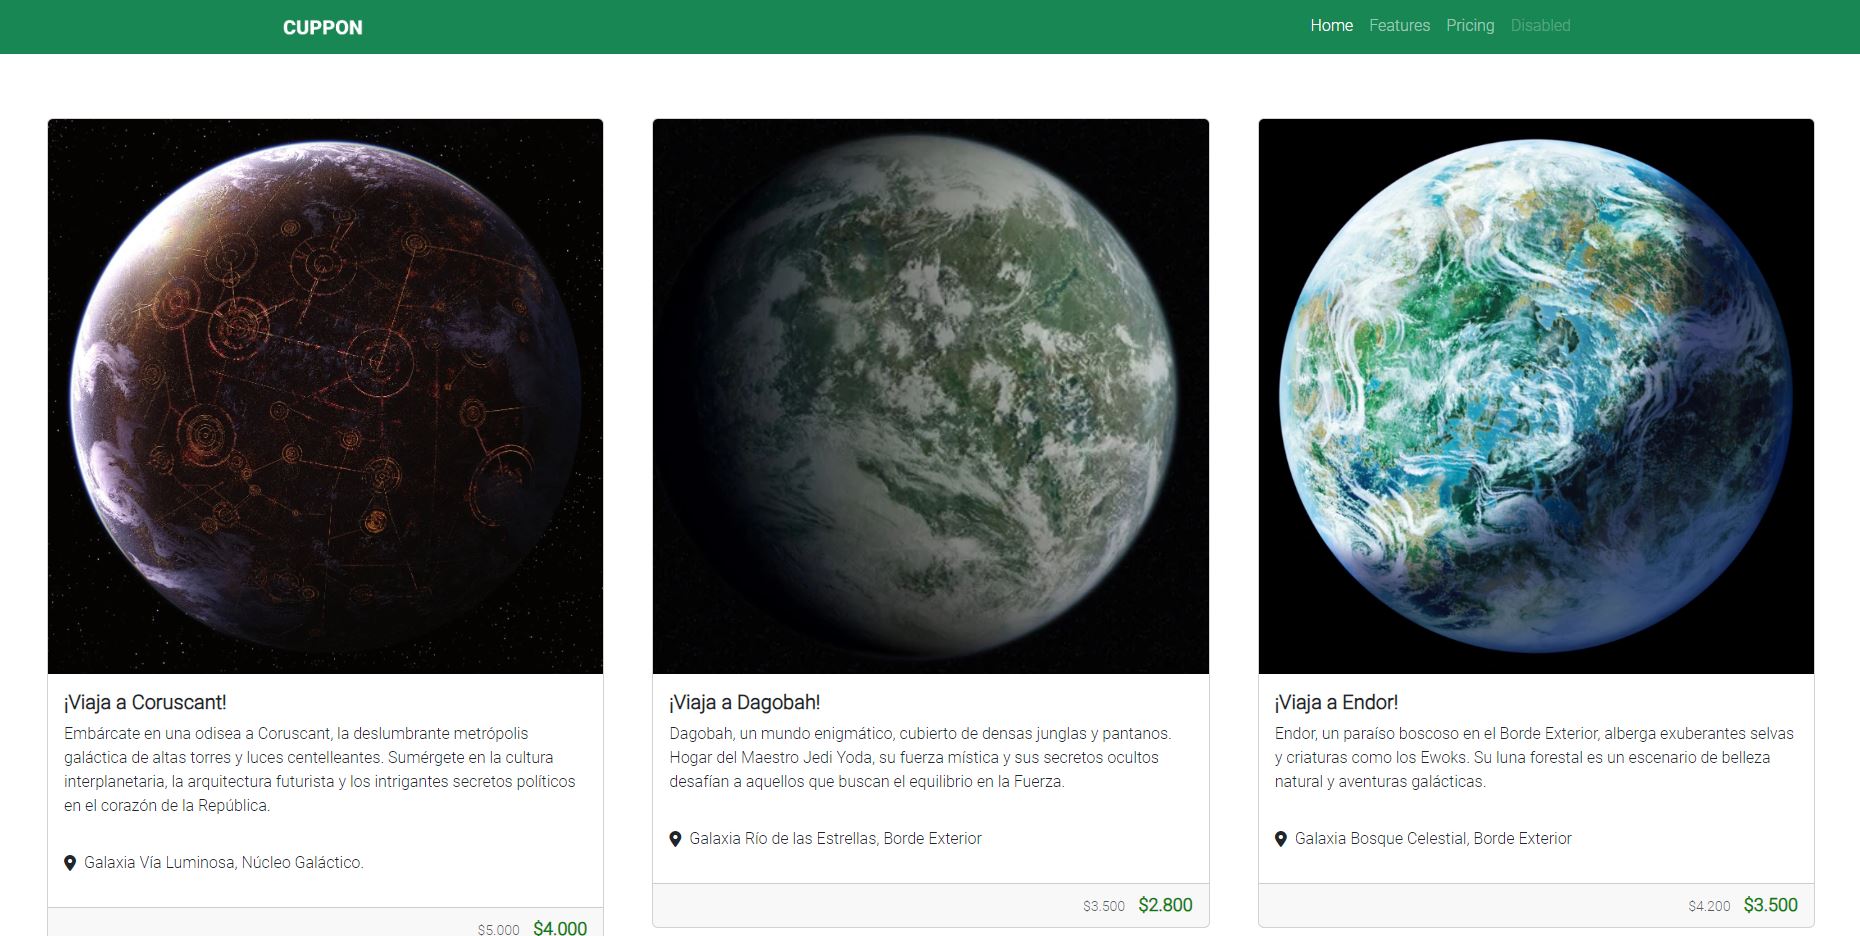 CUPPON
Home Features Pricing Disabled
¡Viaja a Coruscant!
Embárcate en una odisea a Coruscant, la deslumbrante metrópolis
galáctica de altas torres y luces centelleantes. Sumérgete en la cultura
interplanetaria, la arquitectura futurista y los intrigantes secretos políticos
en el corazón de la República.
Galaxia Vía Luminosa, Núcleo Galáctico.
$5.000 $4.000
¡Viaja a Dagobah!
Dagobah, un mundo enigmático, cubierto de densas junglas y pantanos.
Hogar del Maestro Jedi Yoda, su fuerza mística y sus secretos ocultos
desafían a aquellos que buscan el equilibrio en la Fuerza.
Galaxia Río de las Estrellas, Borde Exterior
$3.500 $2.800
¡Viaja a Endor!
Endor, un paraíso boscoso en el Borde Exterior, alberga exuberantes selvas
y criaturas como los Ewoks. Su luna forestal es un escenario de belleza
natural y aventuras galácticas.
Galaxia Bosque Celestial, Borde Exterior
$4.200 $3.500